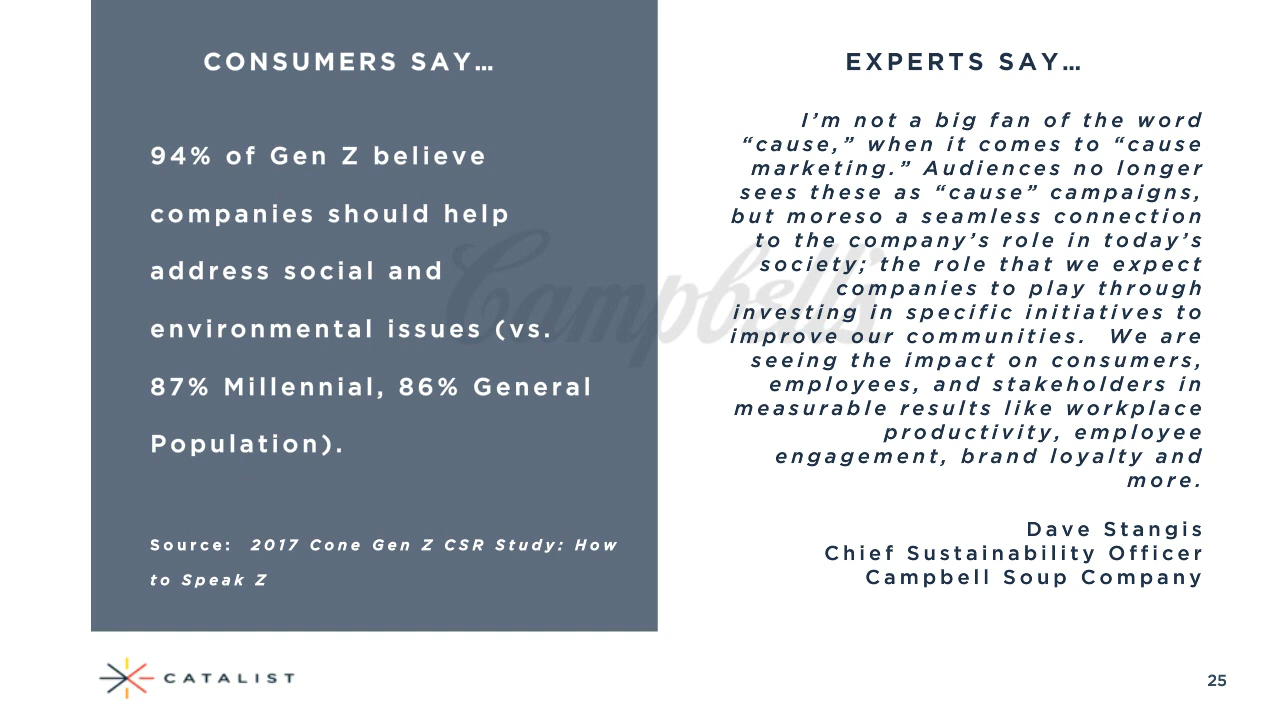 CONSUMERS SAY…
94% of Gen Z believe
companies should help
address social and
environmental issues (vs.
87% Millennial, 86% General
Population).
Source: 2017 Cone Gen Z CSR Study: How
to Speak Z
EXPERTS SAY…
I’m not a big fan of the word
“cause,” when it comes to “cause
marketing.” Audiences no longer
sees these as “cause” campaigns,
but moreso a seamless connection
to the company’s role in today’s
society; the role that we expect
companies to play through
investing in specific initiatives to
improve our communities. We are
seeing the impact on consumers,
employees, and stakeholders in
measurable results like workplace
productivity, employee
engagement, brand loyalty and
more.
Dave Stangis
Chief Sustainability Officer
Campbell Soup Company
Campbell's
CATALIST
25